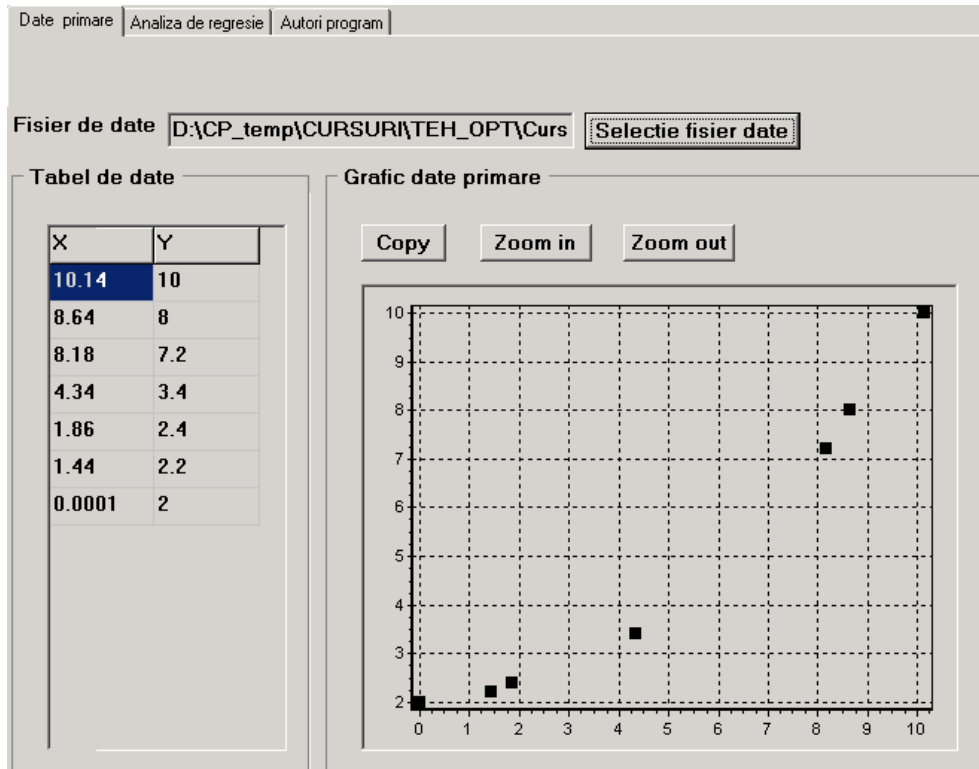 Date primare Analiza de regresie Autori program
Fisier de date D:\CP_temp\CURSURI\TEH_OPT\Curs Selectie fisier date
Tabel de date
X Y
10.14 10
8.64 8
8.18 7.2
4.34 3.4
1.86 2.4
1.44 2.2
0.0001 2
Grafic date primare
Copy Zoom in Zoom out
10
9
8
7
6
5
4
3
2
0 1 2 3 4 5 6 7 8 9 10